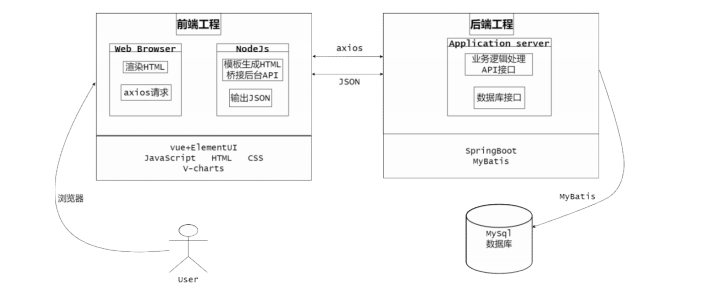 前端工程
Web Browser
渲染HTML
axios请求
NodeJs
模板生成HTML
桥接后台API
输出JSON
vue+ElementUI
JavaScript HTML CSS
V-charts
axios
JSON
后端工程
Application server
业务逻辑处理
API接口
数据库接口
SpringBoot
MyBatis
浏览器
User
MyBatis
MySql
数据库